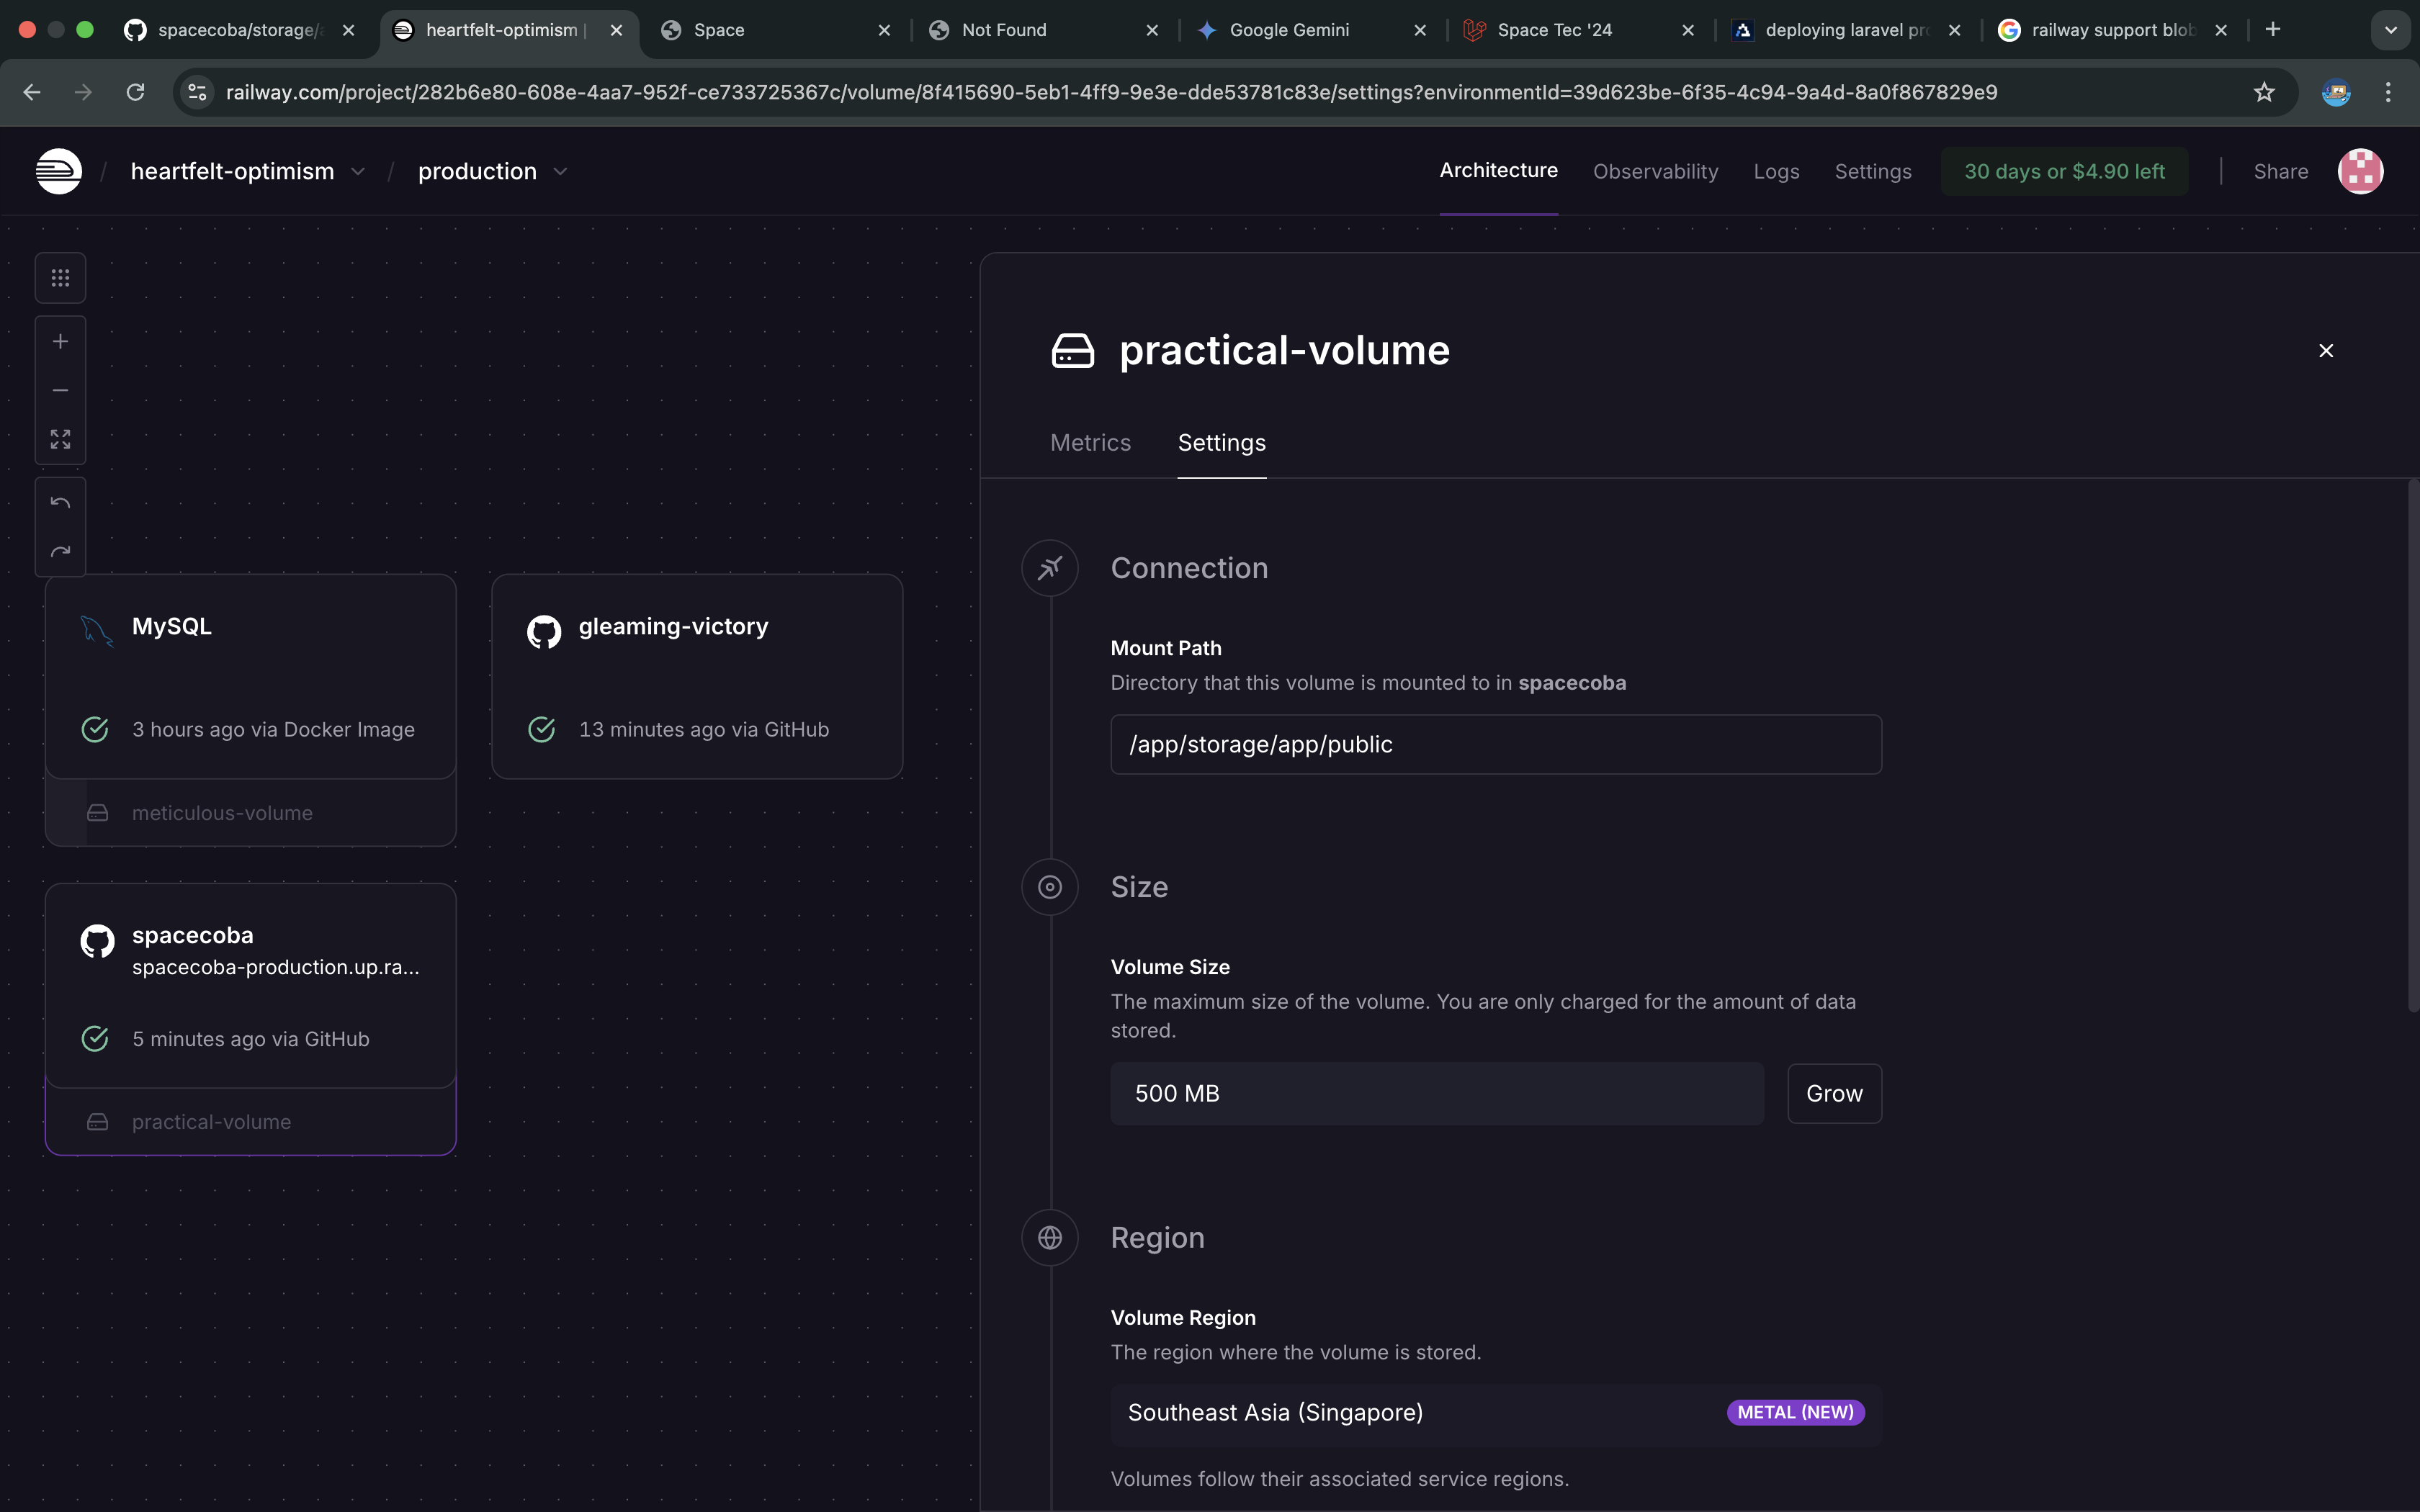 spacecoba/storage/a
heartfelt-optimism |
Space
Not Found
Google Gemini
Space Tec '24
deploying laravel pro
railway support blob
railway.com/project/282b6e80-608e-4aa7-952f-ce733725367c/volume/8f415690-5eb1-4ff9-9e3e-dde53781c83e/settings?environmentId=39d623be-6f35-4c94-9a4d-8a0f867829e9
/ heartfelt-optimism / production
Architecture
Observability
Logs
Settings
30 days or $4.90 left
Share
practical-volume
Metrics
Settings
Connection
Mount Path
Directory that this volume is mounted to in spacecoba
/app/storage/app/public
Size
Volume Size
The maximum size of the volume. You are only charged for the amount of data
stored.
500 MB
Grow
Region
Volume Region
The region where the volume is stored.
Southeast Asia (Singapore)
METAL (NEW)
Volumes follow their associated service regions.
MySQL
3 hours ago via Docker Image
meticulous-volume
gleaming-victory
13 minutes ago via GitHub
spacecoba
spacecoba-production.up.ra...
5 minutes ago via GitHub
practical-volume